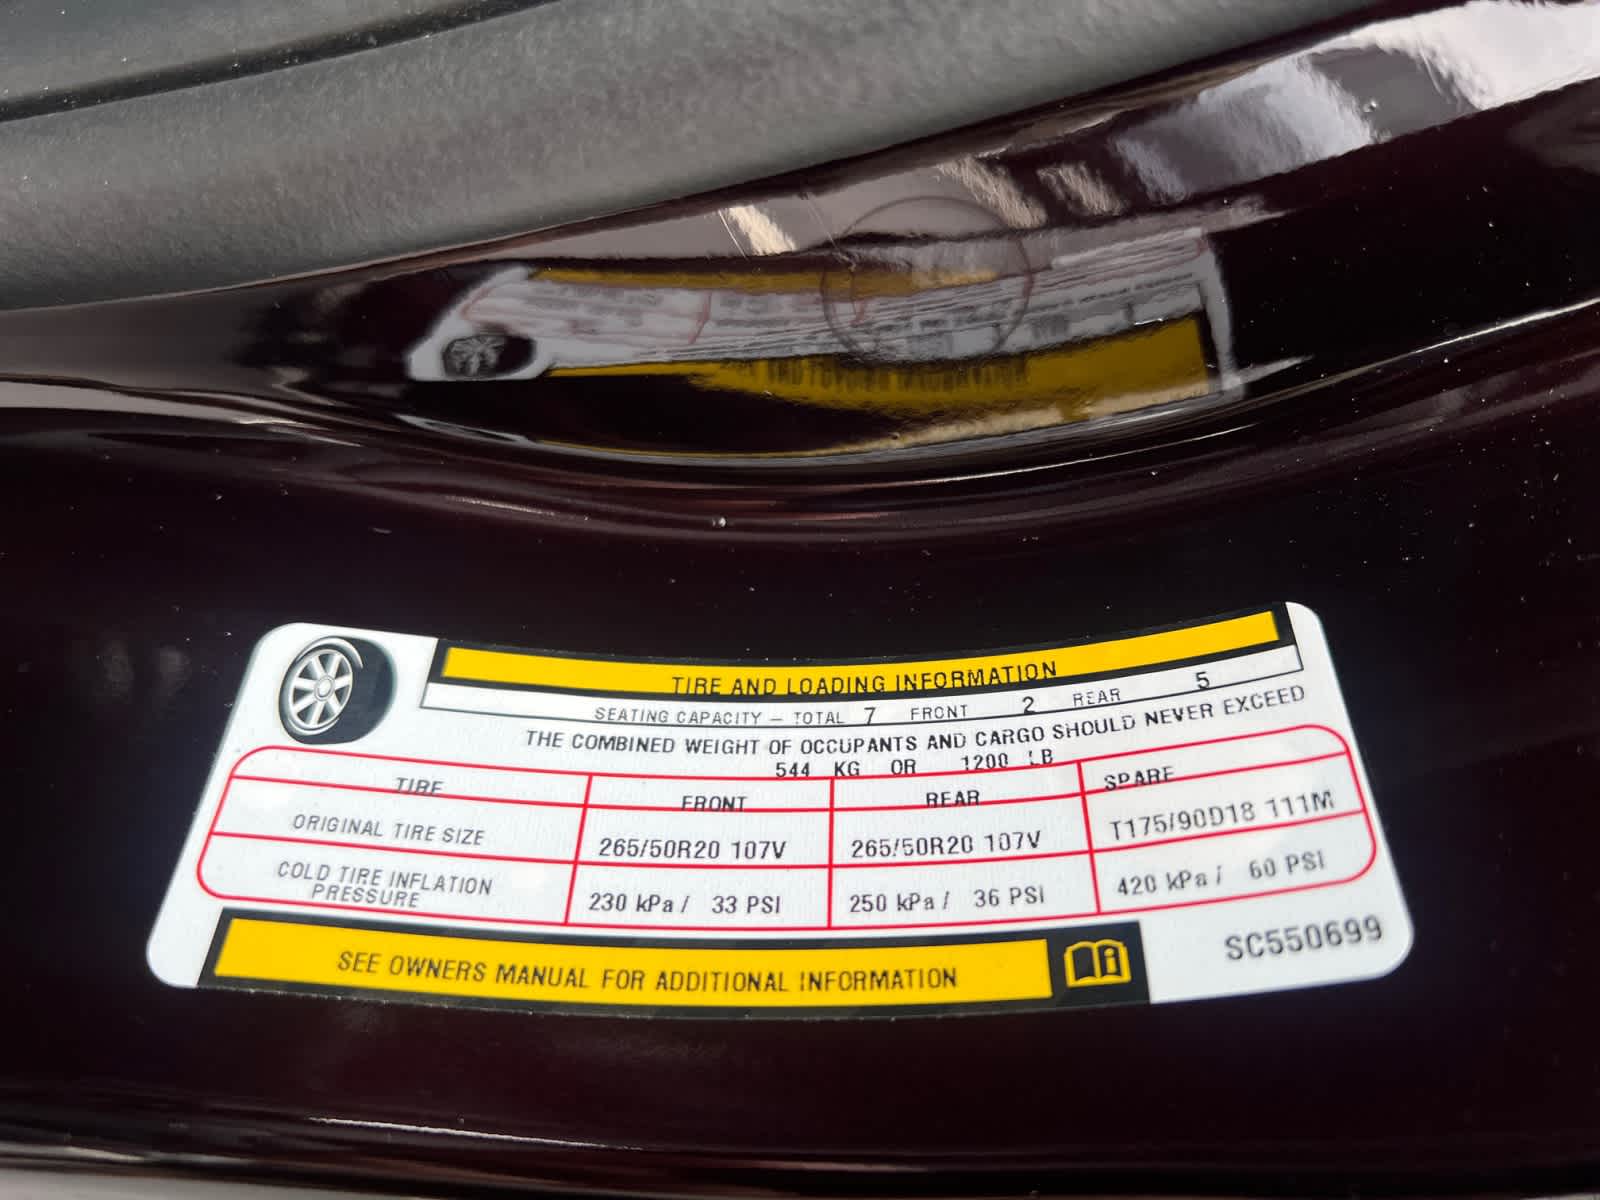 TIRE AND LOADING INFORMATION
SEATING CAPACITY – TOTAL 7 FRONT 2 REAR 5
THE COMBINED WEIGHT OF OCCUPANTS AND CARGO SHOULD NEVER EXCEED
544 KG OR 1200 LB
TIRE FRONT REAR SPARE
ORIGINAL TIRE SIZE 265/50R20 107V 265/50R20 107V T175/90D18 111M
COLD TIRE INFLATION
PRESSURE 230 kPa / 33 PSI 250 kPa / 36 PSI 420 kPa / 60 PSI
SEE OWNERS MANUAL FOR ADDITIONAL INFORMATION
SC550699